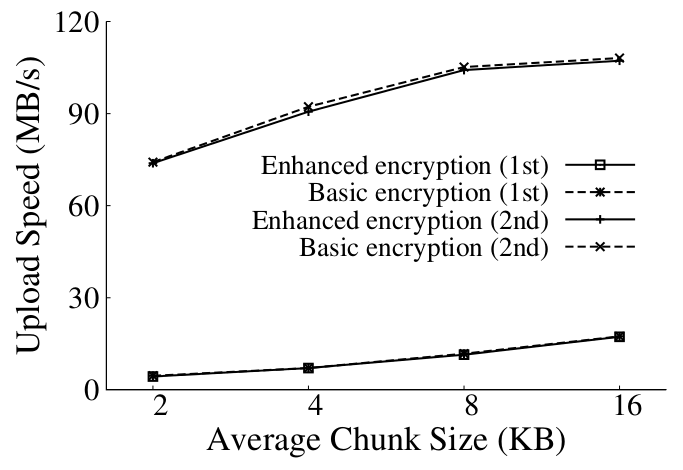 120
90
60
30
0
Upload Speed (MB/s)
Enhanced encryption (1st)
Basic encryption (1st)
Enhanced encryption (2nd)
Basic encryption (2nd)
2 4 8 16
Average Chunk Size (KB)